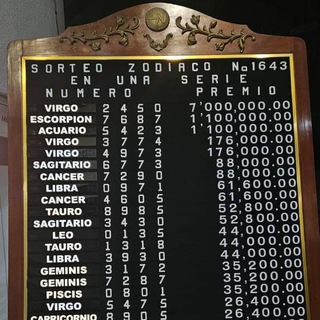 SORTEO ZODIACO No1643
EN UNA SERIE
NUMERO PREMIO
VIRGO 2450 7'000,000.00
ESCORPION 7687 1'100,000.00
ACUARIO 5423 1'100,000.00
VIRGO 3774 176,000.00
VIRGO 4973 176,000.00
SAGITARIO 6773 88,000.00
CANCER 7290 88,000.00
LIBRA 0971 61,600.00
CANCER 4605 61,600.00
TAURO 8985 52,800.00
SAGITARIO 3430 52,800.00
LEO 0135 44,000.00
TAURO 1318 44,000.00
LIBRA 3930 44,000.00
GEMINIS 3172 35,200.00
GEMINIS 7287 35,200.00
PISCIS 0801 35,200.00
VIRGO 5475 26,400.00
CAPRICORNIO 8905 26,400.00